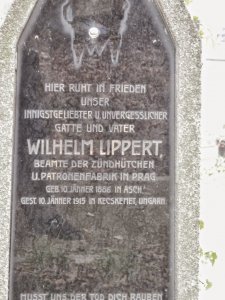 HIER RUHT IN FRIEDEN
UNSER
INNIGSTGELIEBTER U. UNVERGESSLICHER
GATTE UND VATER
WILHELM LIPPERT,
BEAMTE DER ZÜNDHÜTCHEN
U. PATRONENFABRIK IN PRAG
GEB. 10. JÄNNER 1886 IN ASCH
GEST. 10. JÄNNER 1915 IN KECSKEMET, UNGARN
MUSST UNS DER TOD DICH RAUBEN